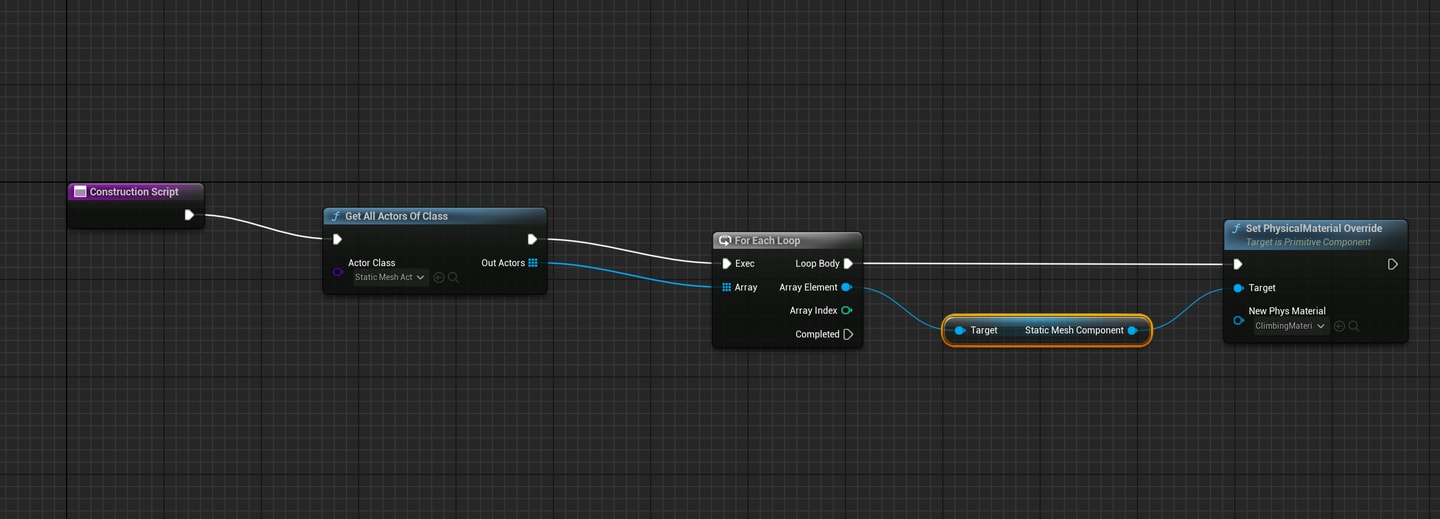 Construction Script
Get All Actors Of Class
Actor Class
Static Mesh Act
Out Actors
For Each Loop
Exec
Loop Body
Array
Array Element
Array Index
Completed
Target
Static Mesh Component
Set PhysicalMaterial Override
Target is Primitive Component
Target
New Phys Material
ClimbingMateri